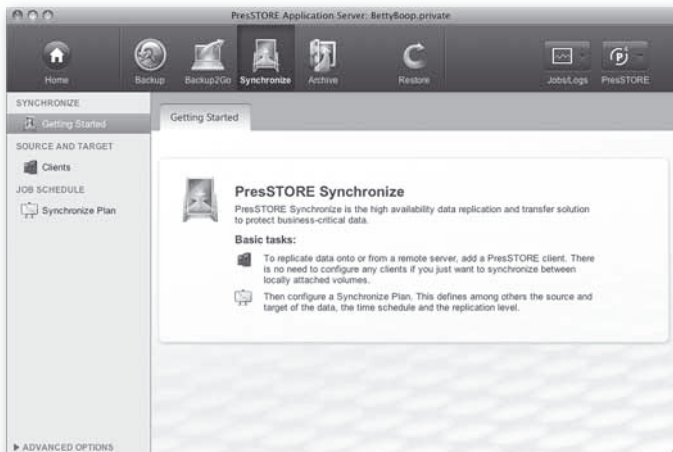 PresSTORE Application Server: BettyBoop.private
Home
Backup
Backup2Go
Synchronize
Archive
Restore
Jobs/Logs
PresSTORE
SYNCHRONIZE
Getting Started
SOURCE AND TARGET
Clients
JOB SCHEDULE
Synchronize Plan
ADVANCED OPTIONS
Getting Started
PresSTORE Synchronize
PresSTORE Synchronize is the high availability data replication and transfer solution
to protect business-critical data.
Basic tasks:
To replicate data onto or from a remote server, add a PresSTORE client. There
is no need to configure any clients if you just want to synchronize between
locally attached volumes.
Then configure a Synchronize Plan. This defines among others the source and
target of the data, the time schedule and the replication level.